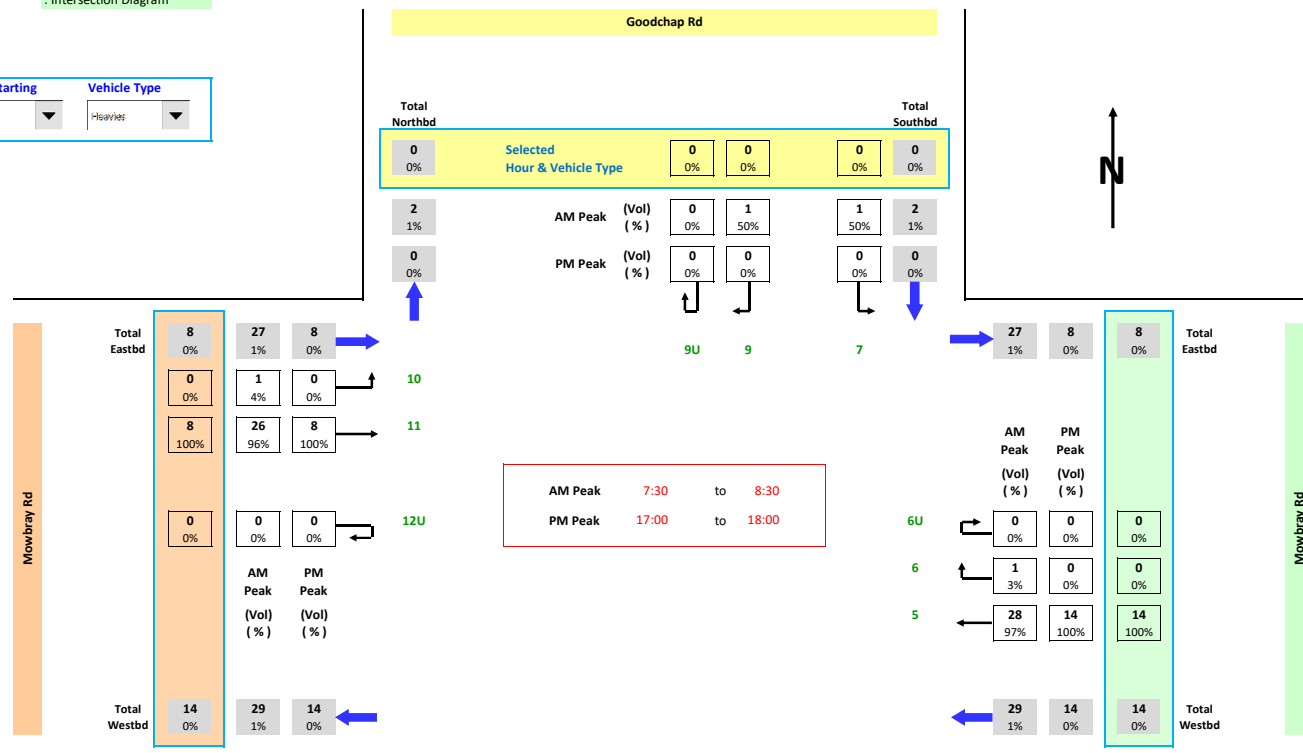 : Intersection Diagram
Goodchap Rd
tarting Vehicle Type
Heavies
Total Northbd
Total Southbd
0 0% Selected Hour & Vehicle Type 0 0% 0 0% 0 0% 0 0%
2 1% AM Peak (Vol) ( % ) 0 0% 1 50% 1 50% 2 1%
0 0% PM Peak (Vol) ( % ) 0 0% 0 0% 0 0% 0 0%
N
9U 9 7
Mowbray Rd
Total Eastbd 8 0% 27 1% 8 0%
0 0% 1 4% 0 0% 10
8 100% 26 96% 8 100% 11
0 0% 0 0% 0 0% 12U
AM Peak (Vol) ( % ) PM Peak (Vol) ( % )
Total Westbd 14 0% 29 1% 14 0%
AM Peak 7:30 to 8:30
PM Peak 17:00 to 18:00
27 1% 8 0% 8 0% Total Eastbd
AM Peak (Vol) ( % ) PM Peak (Vol) ( % )
6U 0 0% 0 0% 0 0%
6 1 3% 0 0% 0 0%
5 28 97% 14 100% 14 100%
29 1% 14 0% 14 0% Total Westbd
Mowbray Rd